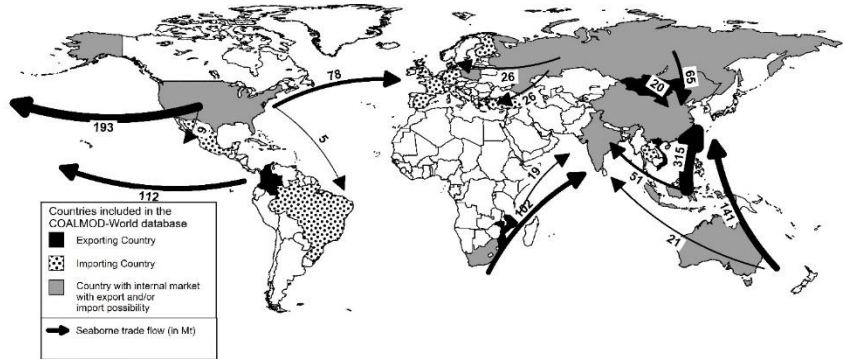 78
26
65
20
26
193
6
5
315
19
51
141
112
102
21
Countries included in the
COALMOD-World database
Exporting Country
Importing Country
Country with internal market
with export and/or
import possibility
Seaborne trade flow (in Mt)